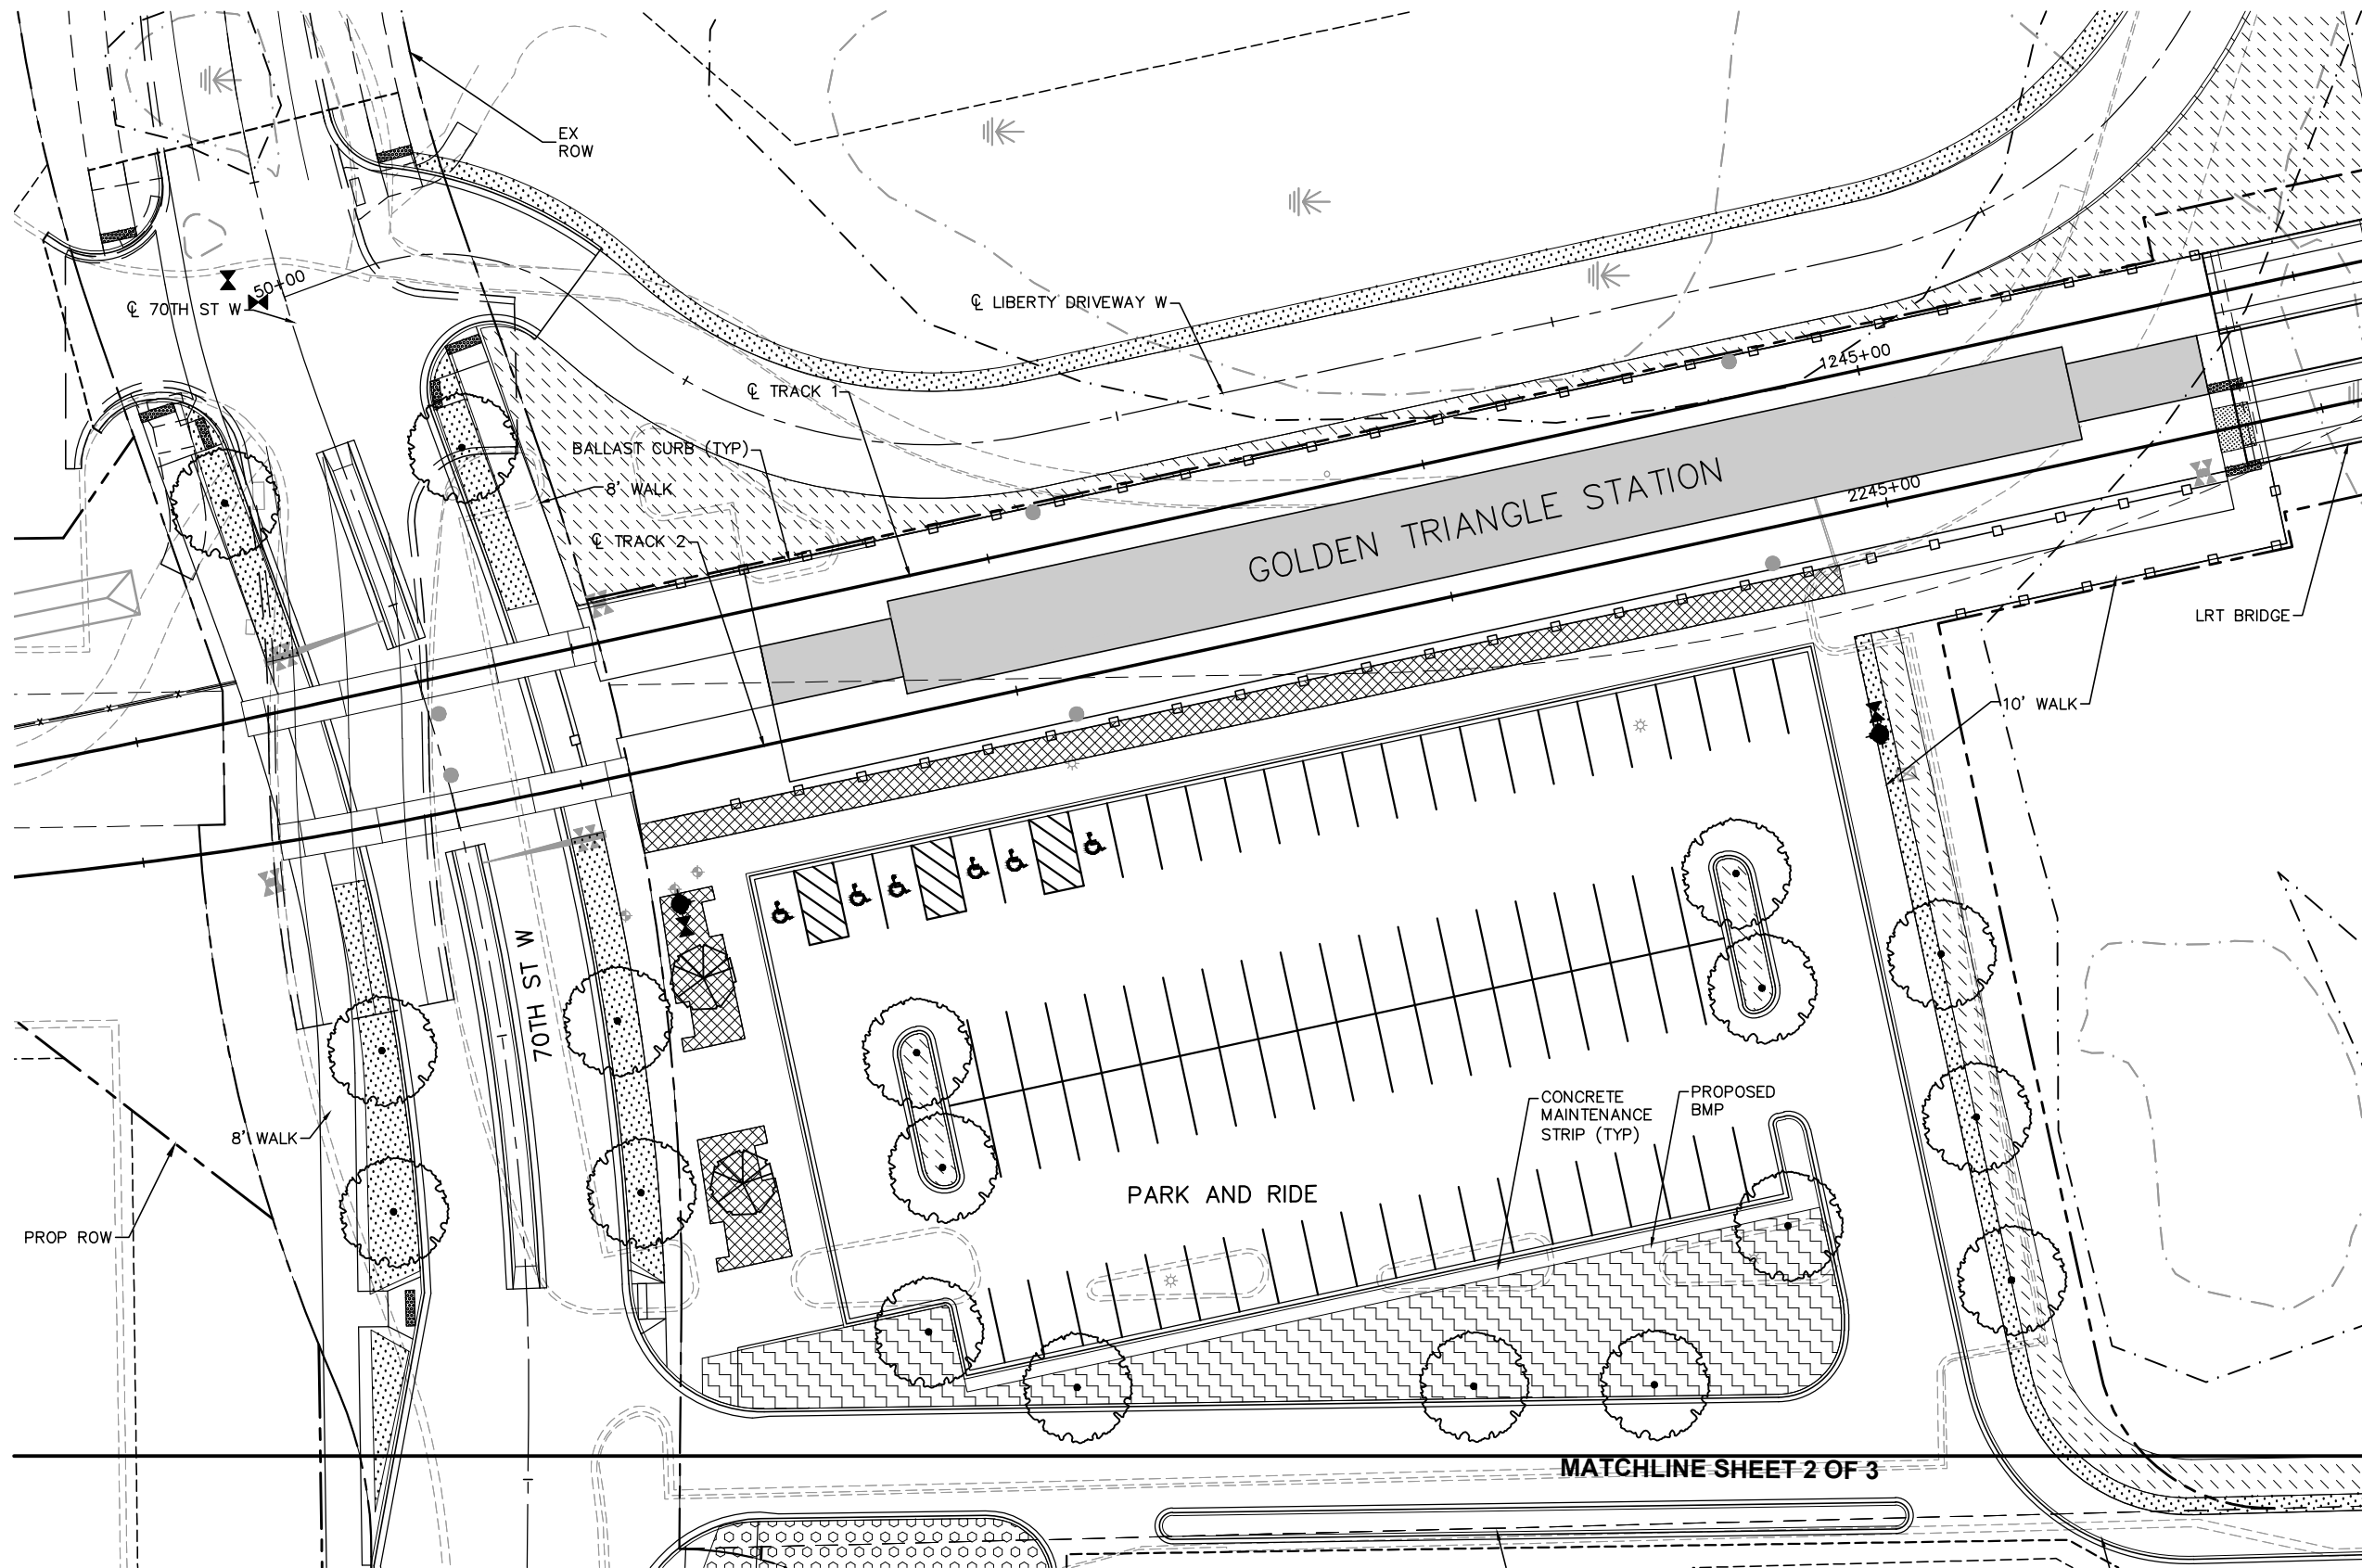 EX
ROW
50+00
℄ 70TH ST W
℄ LIBERTY DRIVEWAY W
1245+00
℄ TRACK 1
BALLAST CURB (TYP)
8' WALK
GOLDEN TRIANGLE STATION
2245+00
℄ TRACK 2
LRT BRIDGE
10' WALK
70TH ST W
CONCRETE
MAINTENANCE
STRIP (TYP)
PROPOSED
BMP
8' WALK
PARK AND RIDE
PROP ROW
MATCHLINE SHEET 2 OF 3